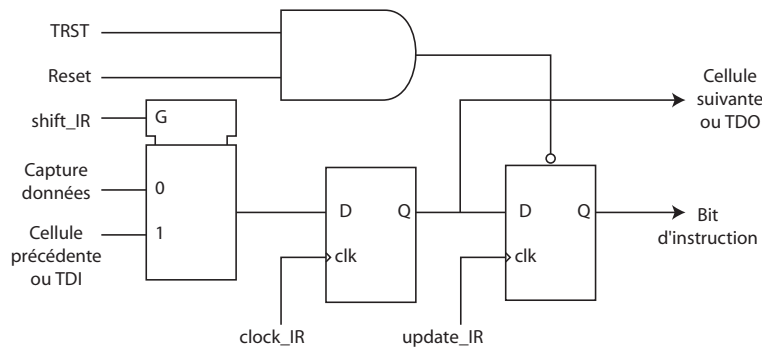 TRST
Reset
shift_IR
G
Capture
données
0
Cellule
précédente
ou TDI
1
D
Q
clk
clock_IR
D
Q
clk
update_IR
Cellule
suivante
ou TDO
Bit
d'instruction